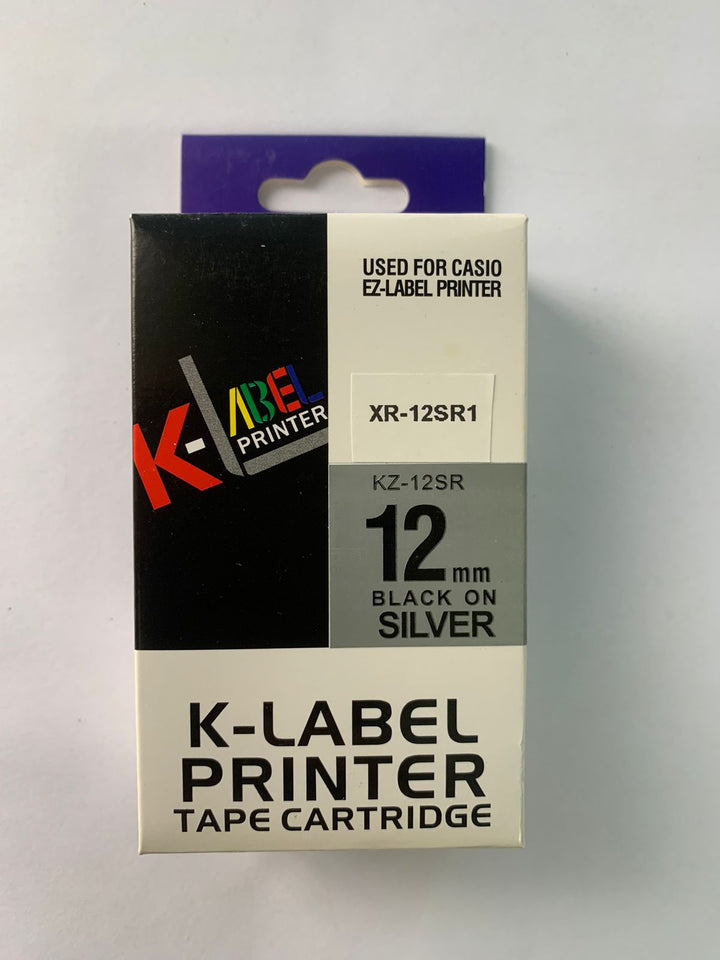 USED FOR CASIO
EZ-LABEL PRINTER
K-LABEL
PRINTER
XR-12SR1
KZ-12SR
12mm
BLACK ON
SILVER
K-LABEL
PRINTER
TAPE CARTRIDGE